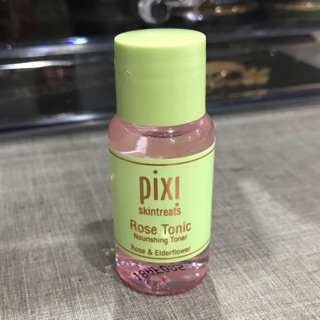 pixi
skintreats
Rose Tonic
Nourishing Toner
Rose & Elderflower